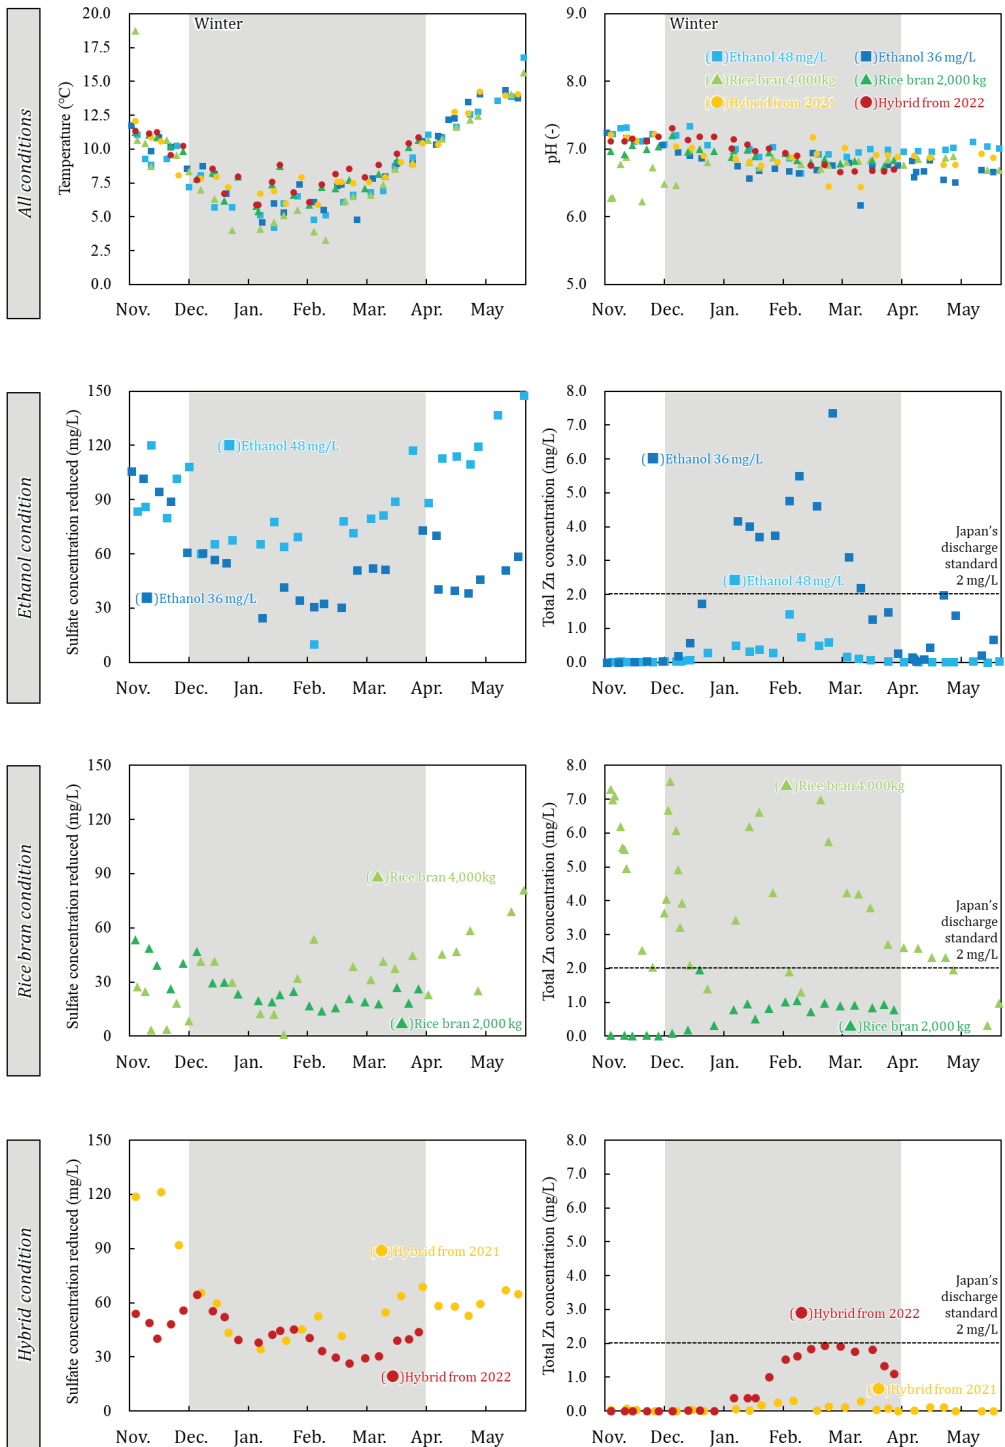 All conditions
Temperature (℃)
20.0
17.5
15.0
12.5
10.0
7.5
5.0
2.5
0.0
Winter
Nov. Dec. Jan. Feb. Mar. Apr. May
pH (-)
9.0
8.0
7.0
6.0
5.0
Winter
( )Ethanol 48 mg/L ( )Ethanol 36 mg/L
( )Rice bran 4,000kg ( )Rice bran 2,000 kg
( )Hybrid from 2021 ( )Hybrid from 2022
Nov. Dec. Jan. Feb. Mar. Apr. May
Ethanol condition
Sulfate concentration reduced (mg/L)
150
120
90
60
30
0
( )Ethanol 48 mg/L
( )Ethanol 36 mg/L
Nov. Dec. Jan. Feb. Mar. Apr. May
Total Zn concentration (mg/L)
8.0
7.0
6.0
5.0
4.0
3.0
2.0
1.0
0.0
( )Ethanol 36 mg/L
( )Ethanol 48 mg/L
Japan's
discharge
standard
2 mg/L
Nov. Dec. Jan. Feb. Mar. Apr. May
Rice bran condition
Sulfate concentration reduced (mg/L)
150
120
90
60
30
0
( )Rice bran 4,000kg
( )Rice bran 2,000 kg
Nov. Dec. Jan. Feb. Mar. Apr. May
Total Zn concentration (mg/L)
8.0
7.0
6.0
5.0
4.0
3.0
2.0
1.0
0.0
( )Rice bran 4,000kg
Japan's
discharge
standard
2 mg/L
( )Rice bran 2,000 kg
Nov. Dec. Jan. Feb. Mar. Apr. May
Hybrid condition
Sulfate concentration reduced (mg/L)
150
120
90
60
30
0
( )Hybrid from 2021
( )Hybrid from 2022
Nov. Dec. Jan. Feb. Mar. Apr. May
Total Zn concentration (mg/L)
8.0
7.0
6.0
5.0
4.0
3.0
2.0
1.0
0.0
( )Hybrid from 2022
Japan's
discharge
standard
2 mg/L
( )Hybrid from 2021
Nov. Dec. Jan. Feb. Mar. Apr. May